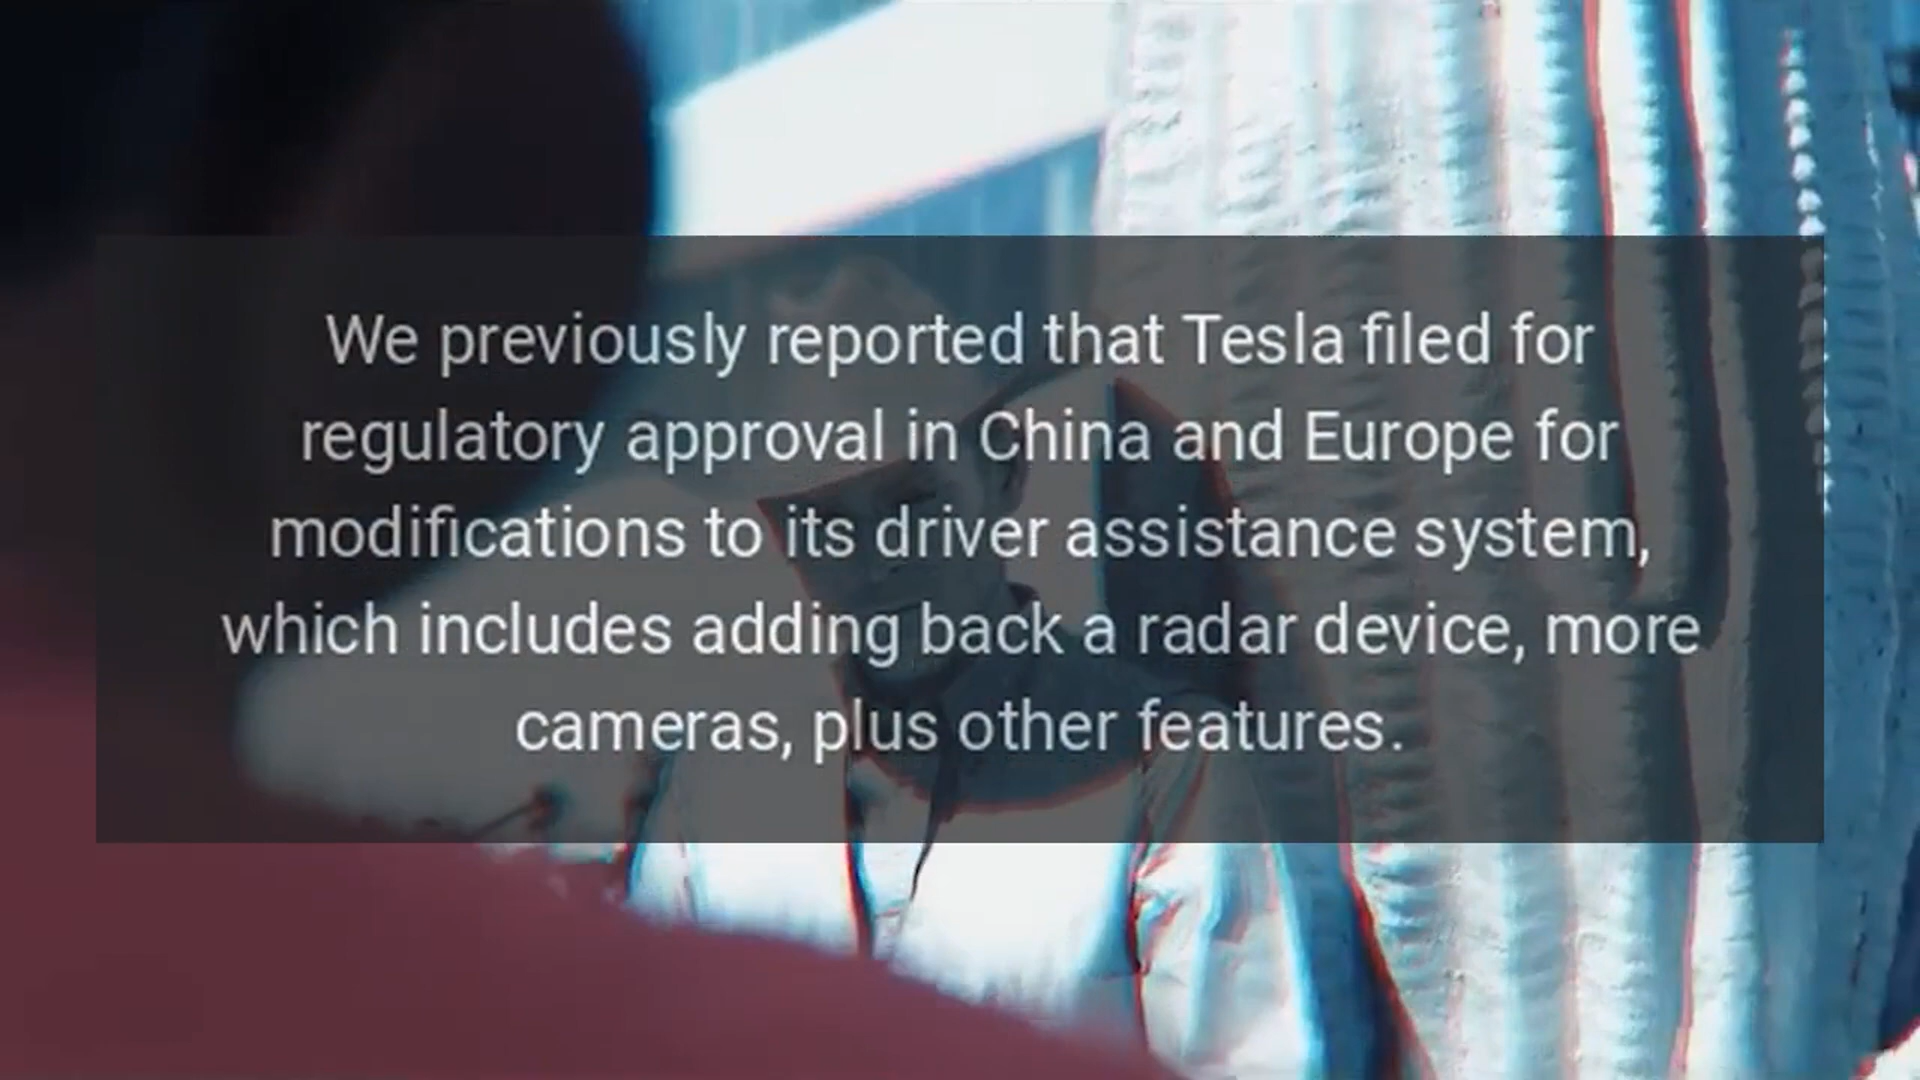 We previously reported that Tesla filed for
regulatory approval in China and Europe for
modifications to its driver assistance system,
which includes adding back a radar device, more
cameras, plus other features.